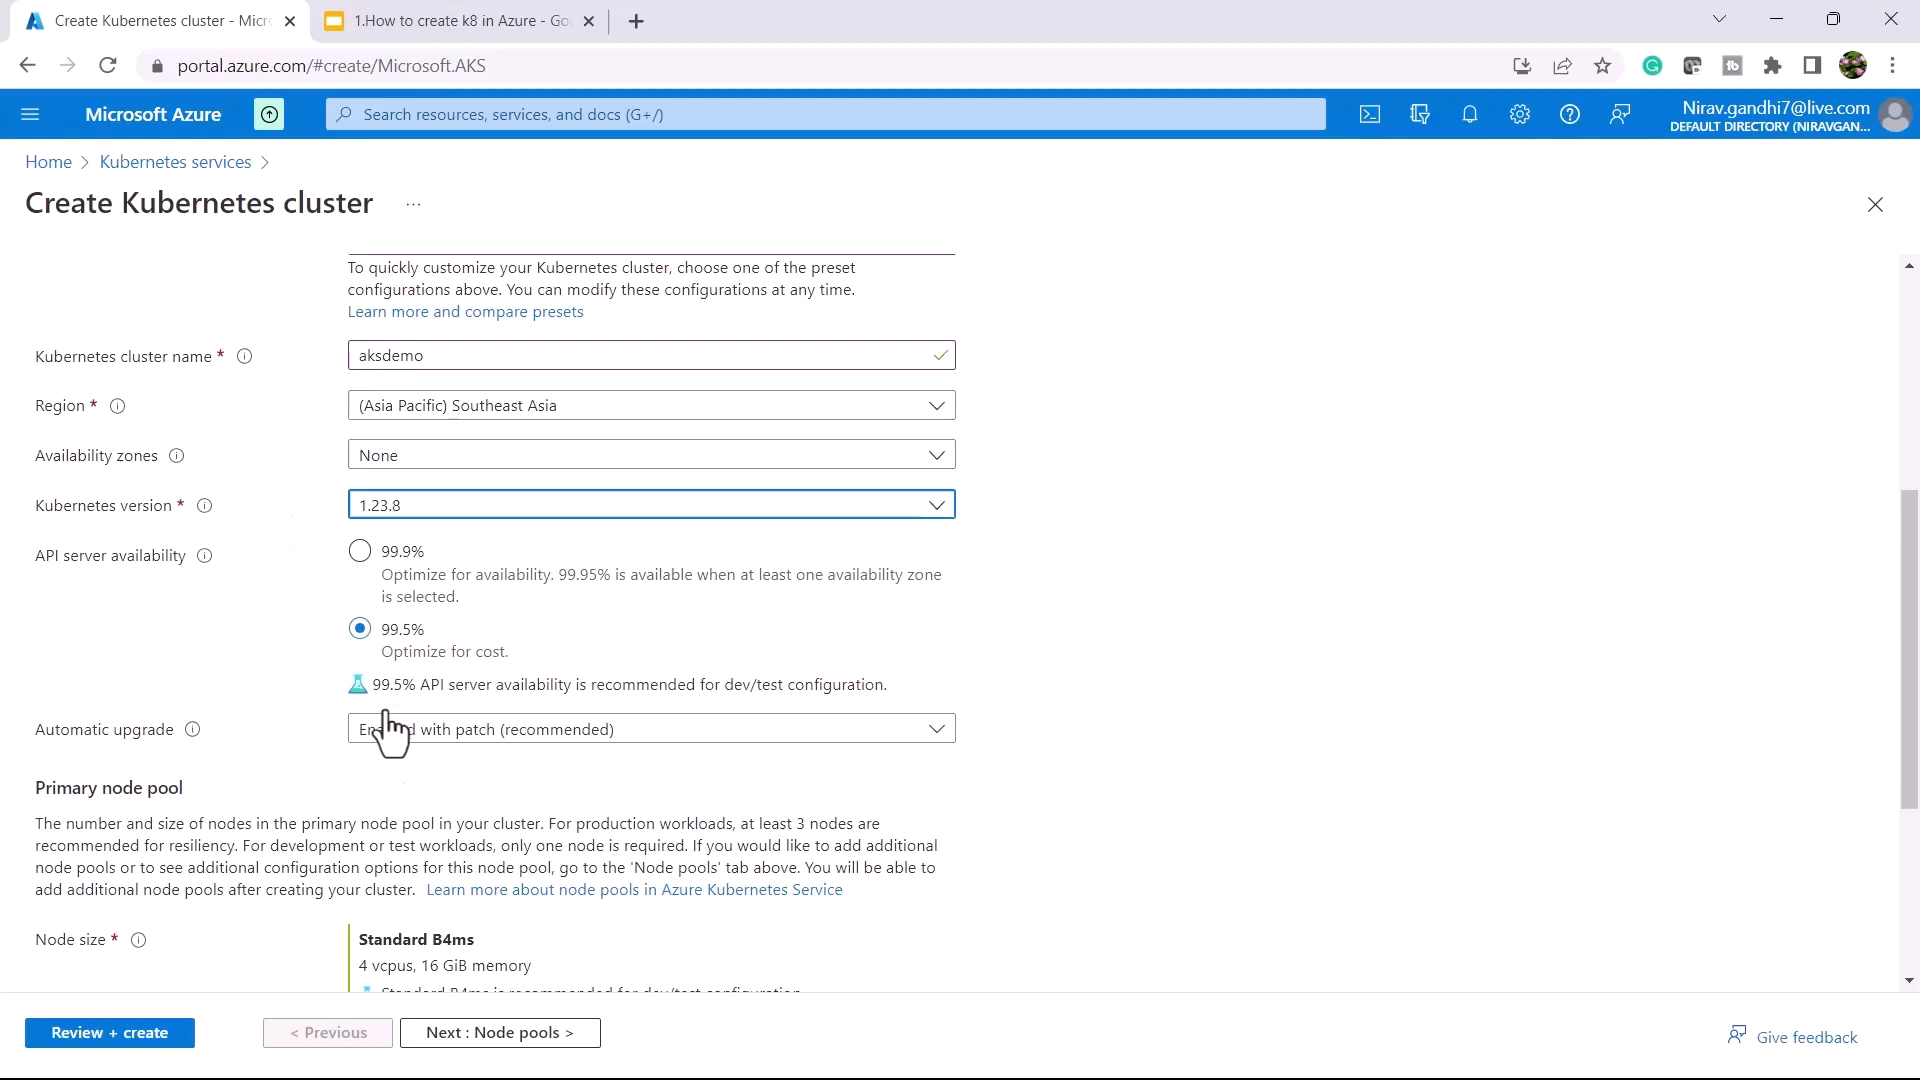 Create Kubernetes cluster - Micr
1.How to create k8 in Azure - Go
portal.azure.com/#create/Microsoft.AKS
Microsoft Azure
Search resources, services, and docs (G+/)
Nirav.gandhi7@live.com
DEFAULT DIRECTORY (NIRAVGAN...
Home > Kubernetes services >
Create Kubernetes cluster ...
To quickly customize your Kubernetes cluster, choose one of the preset
configurations above. You can modify these configurations at any time.
Learn more and compare presets
Kubernetes cluster name *
aksdemo
Region *
(Asia Pacific) Southeast Asia
Availability zones
None
Kubernetes version *
1.23.8
API server availability
99.9%
Optimize for availability. 99.95% is available when at least one availability zone
is selected.
99.5%
Optimize for cost.
99.5% API server availability is recommended for dev/test configuration.
Automatic upgrade
with patch (recommended)
Primary node pool
The number and size of nodes in the primary node pool in your cluster. For production workloads, at least 3 nodes are
recommended for resiliency. For development or test workloads, only one node is required. If you would like to add additional
node pools or to see additional configuration options for this node pool, go to the 'Node pools' tab above. You will be able to
add additional node pools after creating your cluster. Learn more about node pools in Azure Kubernetes Service
Node size *
Standard B4ms
4 vcpus, 16 GiB memory
Standard B4ms is recommended for dev/test configuration
Review + create
< Previous
Next : Node pools >
Give feedback